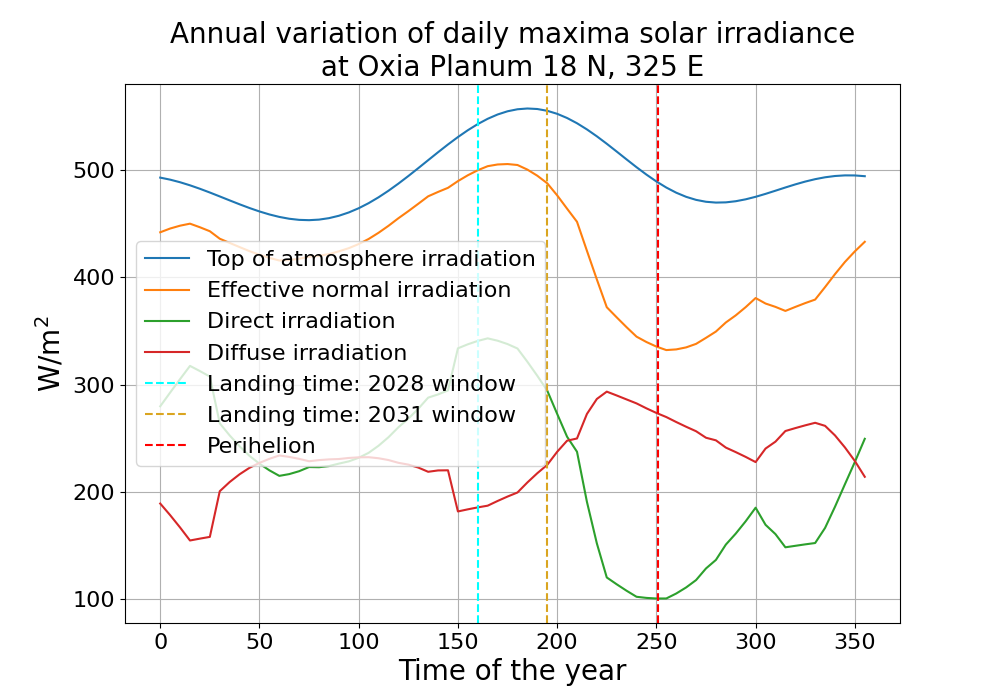 Annual variation of daily maxima solar irradiance
at Oxia Planum 18 N, 325 E
W/m²
500
400
300
200
100
Top of atmosphere irradiation
Effective normal irradiation
Direct irradiation
Diffuse irradiation
Landing time: 2028 window
Landing time: 2031 window
Perihelion
0 50 100 150 200 250 300 350
Time of the year